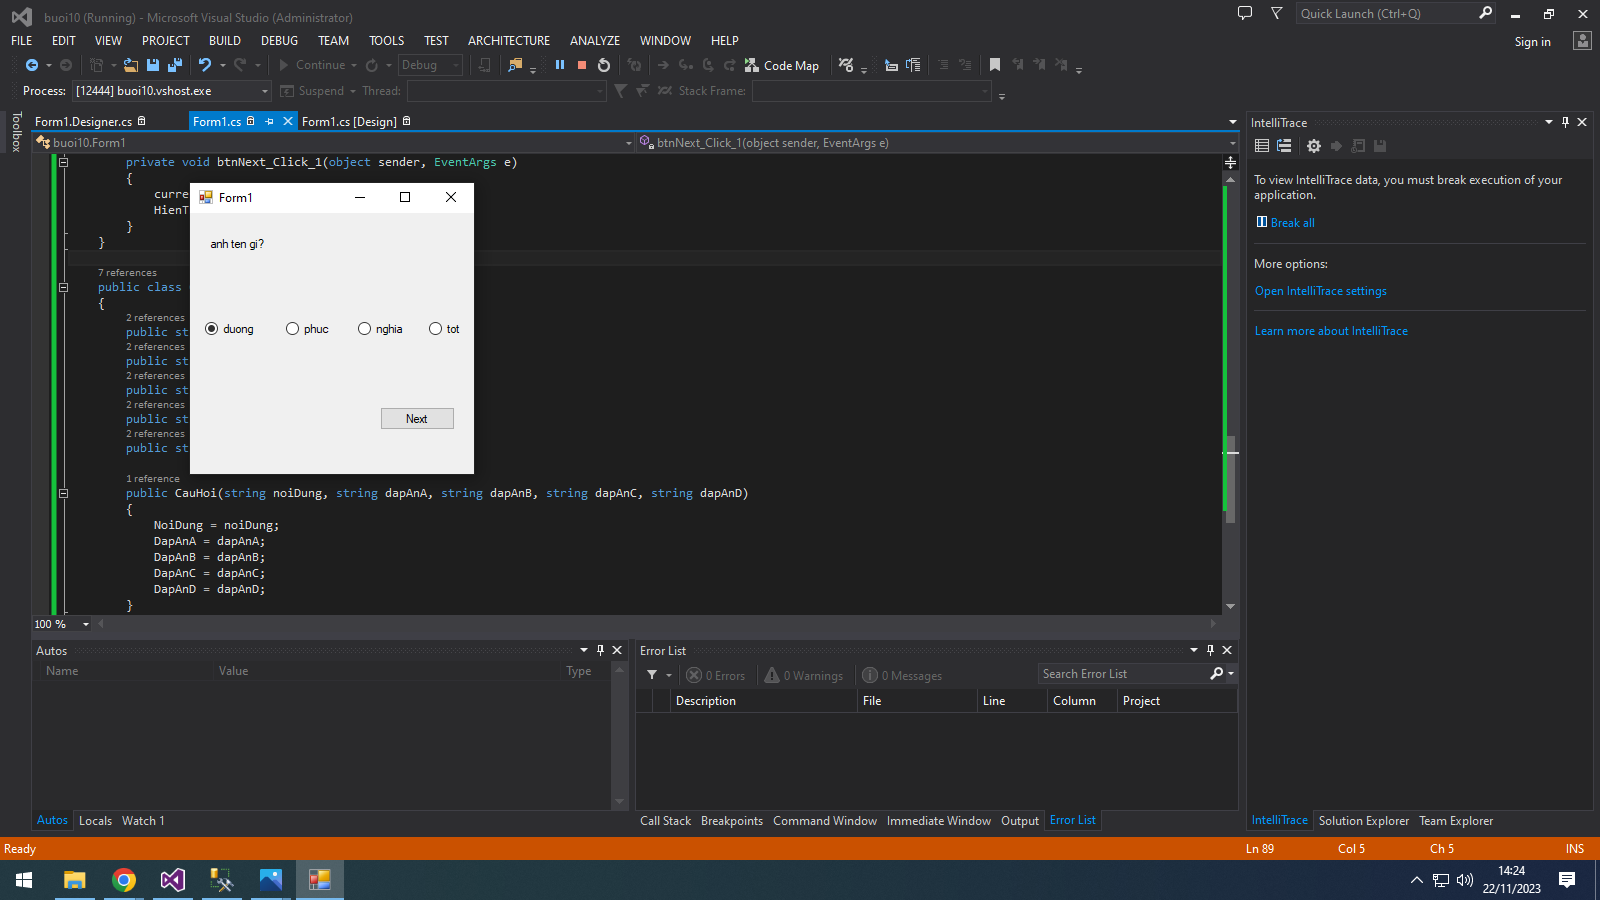 buoi10 (Running) - Microsoft Visual Studio (Administrator)
Quick Launch (Ctrl+Q)
FILE EDIT VIEW PROJECT BUILD DEBUG TEAM TOOLS TEST ARCHITECTURE ANALYZE WINDOW HELP
Sign in
Continue Debug Code Map
Process: [12444] buoi10.vshost.exe Suspend Thread: Stack Frame:
Toolbox
Form1.Designer.cs Form1.cs Form1.cs [Design]
buoi10.Form1 btnNext_Click_1(object sender, EventArgs e)
private void btnNext_Click_1(object sender, EventArgs e)
{
curre
HienT
}
}
7 references
public class
{
2 references
public st
2 references
public st
2 references
public st
2 references
public st
2 references
public st
1 reference
public CauHoi(string noiDung, string dapAnA, string dapAnB, string dapAnC, string dapAnD)
{
NoiDung = noiDung;
DapAnA = dapAnA;
DapAnB = dapAnB;
DapAnC = dapAnC;
DapAnD = dapAnD;
}
100 %
Form1
anh ten gi?
duong phuc nghia tot
Next
IntelliTrace
To view IntelliTrace data, you must break execution of your
application.
Break all
More options:
Open IntelliTrace settings
Learn more about IntelliTrace
Autos
Name Value Type
Autos Locals Watch 1
Error List
0 Errors 0 Warnings 0 Messages Search Error List
Description File Line Column Project
Call Stack Breakpoints Command Window Immediate Window Output Error List
IntelliTrace Solution Explorer Team Explorer
Ready Ln 89 Col 5 Ch 5 INS
14:24
22/11/2023